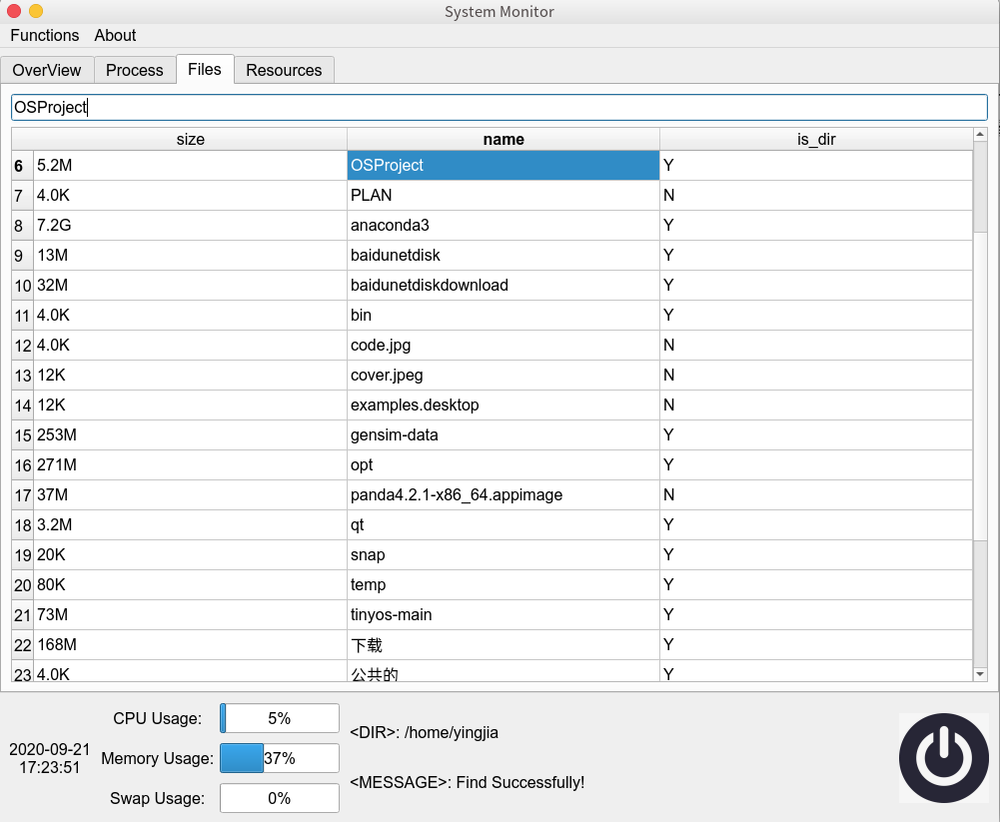 System Monitor
Functions About
OverView Process Files Resources
OSProject
size name is_dir
6 5.2M OSProject Y
7 4.0K PLAN N
8 7.2G anaconda3 Y
9 13M baidunetdisk Y
10 32M baidunetdiskdownload Y
11 4.0K bin Y
12 4.0K code.jpg N
13 12K cover.jpeg N
14 12K examples.desktop N
15 253M gensim-data Y
16 271M opt Y
17 37M panda4.2.1-x86_64.appimage N
18 3.2M qt Y
19 20K snap Y
20 80K temp Y
21 73M tinyos-main Y
22 168M 下载 Y
23 4.0K 公共的 Y
CPU Usage: 5%
<DIR>: /home/yingjia
2020-09-21
17:23:51
Memory Usage: 37%
<MESSAGE>: Find Successfully!
Swap Usage: 0%